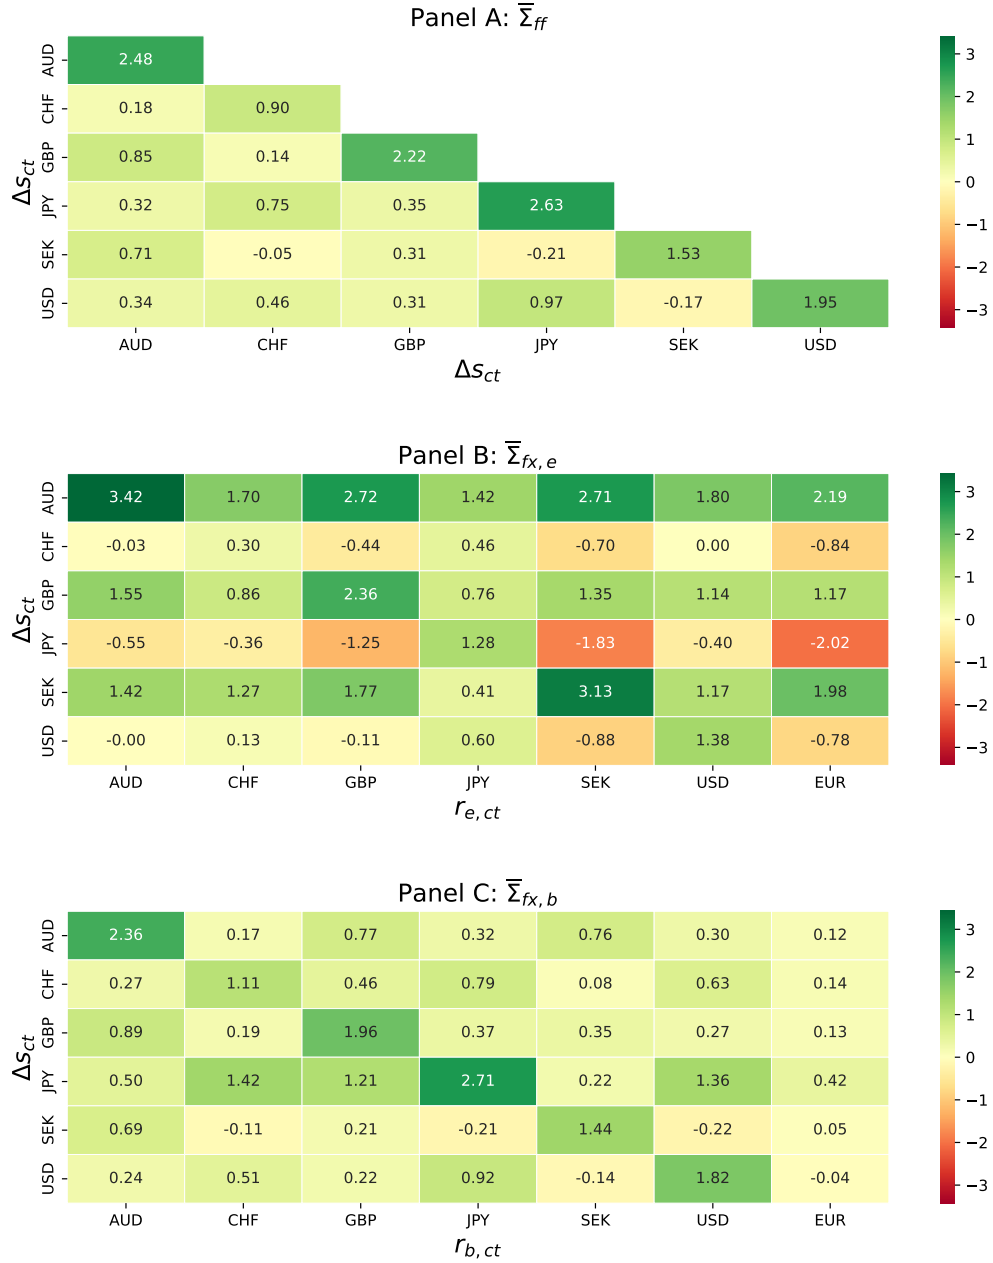 Panel A: Σ̅_ff
AUD 2.48
CHF 0.18 0.90
GBP 0.85 0.14 2.22
JPY 0.32 0.75 0.35 2.63
SEK 0.71 -0.05 0.31 -0.21 1.53
USD 0.34 0.46 0.31 0.97 -0.17 1.95
AUD CHF GBP JPY SEK USD
Δs_ct
Δs_ct
3
2
1
0
−1
−2
−3
Panel B: Σ̅_fx, e
AUD 3.42 1.70 2.72 1.42 2.71 1.80 2.19
CHF -0.03 0.30 -0.44 0.46 -0.70 0.00 -0.84
GBP 1.55 0.86 2.36 0.76 1.35 1.14 1.17
JPY -0.55 -0.36 -1.25 1.28 -1.83 -0.40 -2.02
SEK 1.42 1.27 1.77 0.41 3.13 1.17 1.98
USD -0.00 0.13 -0.11 0.60 -0.88 1.38 -0.78
AUD CHF GBP JPY SEK USD EUR
Δs_ct
r_e, ct
3
2
1
0
−1
−2
−3
Panel C: Σ̅_fx, b
AUD 2.36 0.17 0.77 0.32 0.76 0.30 0.12
CHF 0.27 1.11 0.46 0.79 0.08 0.63 0.14
GBP 0.89 0.19 1.96 0.37 0.35 0.27 0.13
JPY 0.50 1.42 1.21 2.71 0.22 1.36 0.42
SEK 0.69 -0.11 0.21 -0.21 1.44 -0.22 0.05
USD 0.24 0.51 0.22 0.92 -0.14 1.82 -0.04
AUD CHF GBP JPY SEK USD EUR
Δs_ct
r_b, ct
3
2
1
0
−1
−2
−3